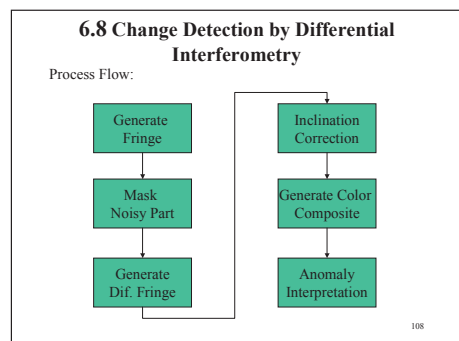 6.8 Change Detection by Differential
Interferometry
Process Flow:
Generate
Fringe
Mask
Noisy Part
Generate
Dif. Fringe
Inclination
Correction
Generate Color
Composite
Anomaly
Interpretation
108